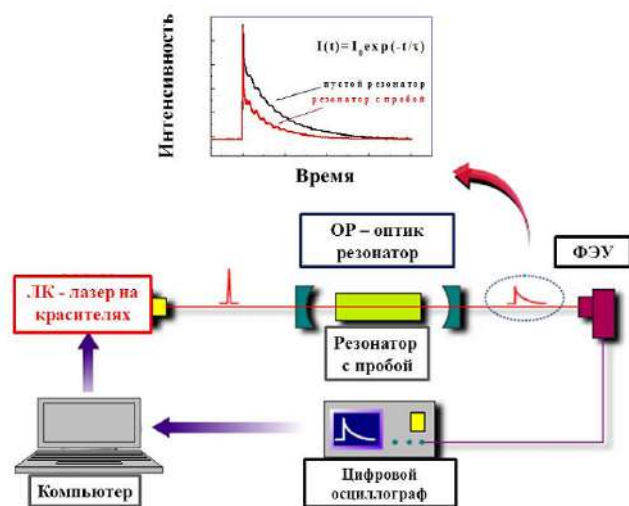 Интенсивность
I(t)=I₀exp(-t/τ)
пустой резонатор
резонатор с пробой
Время
ОР – оптик
резонатор
ФЭУ
ЛК - лазер на
красителях
Резонатор
с пробой
Компьютер
Цифровой
осциллограф